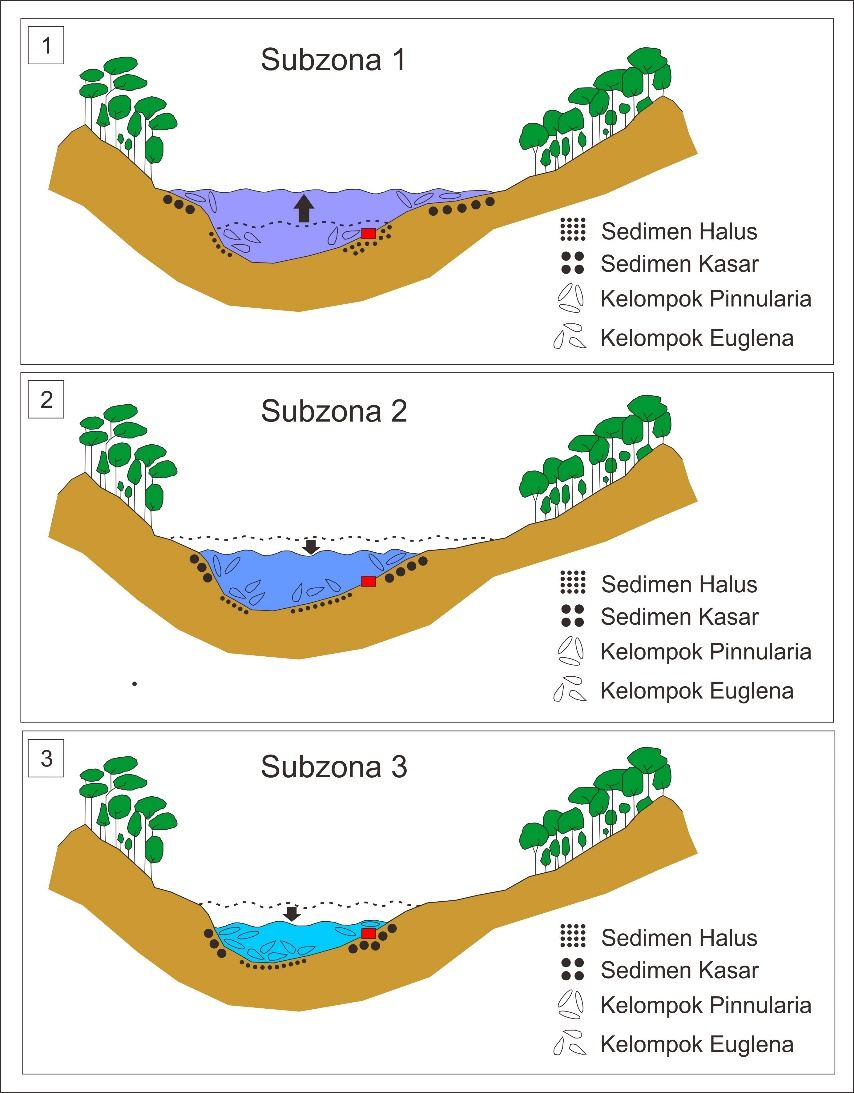 1
Subzona 1
Sedimen Halus
Sedimen Kasar
Kelompok Pinnularia
Kelompok Euglena
2
Subzona 2
Sedimen Halus
Sedimen Kasar
Kelompok Pinnularia
Kelompok Euglena
3
Subzona 3
Sedimen Halus
Sedimen Kasar
Kelompok Pinnularia
Kelompok Euglena